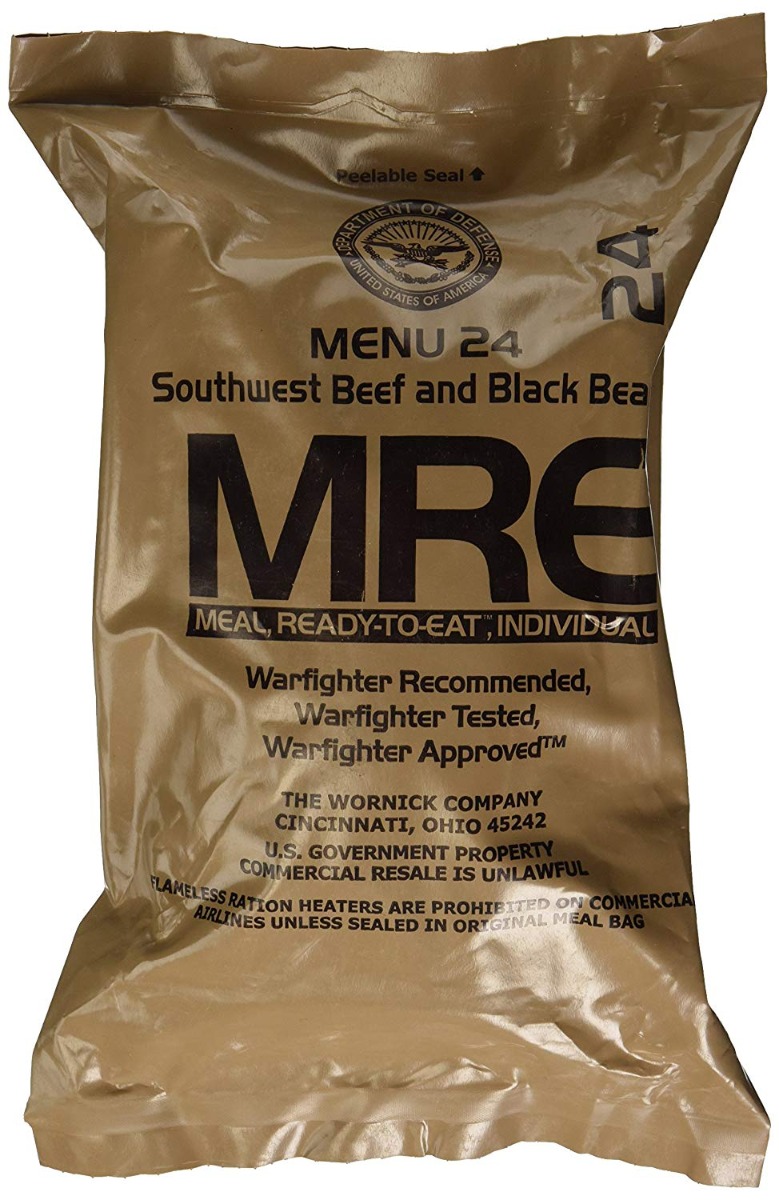 Peelable Seal ↑
DEPARTMENT OF DEFENSE
UNITED STATES OF AMERICA
24
MENU 24
Southwest Beef and Black Bea
MRE
MEAL, READY-TO-EAT™, INDIVIDUAL
Warfighter Recommended,
Warfighter Tested,
Warfighter Approved™
THE WORNICK COMPANY
CINCINNATI, OHIO 45242
U.S. GOVERNMENT PROPERTY
COMMERCIAL RESALE IS UNLAWFUL
FLAMELESS RATION HEATERS ARE PROHIBITED ON COMMERCIA
AIRLINES UNLESS SEALED IN ORIGINAL MEAL BAG